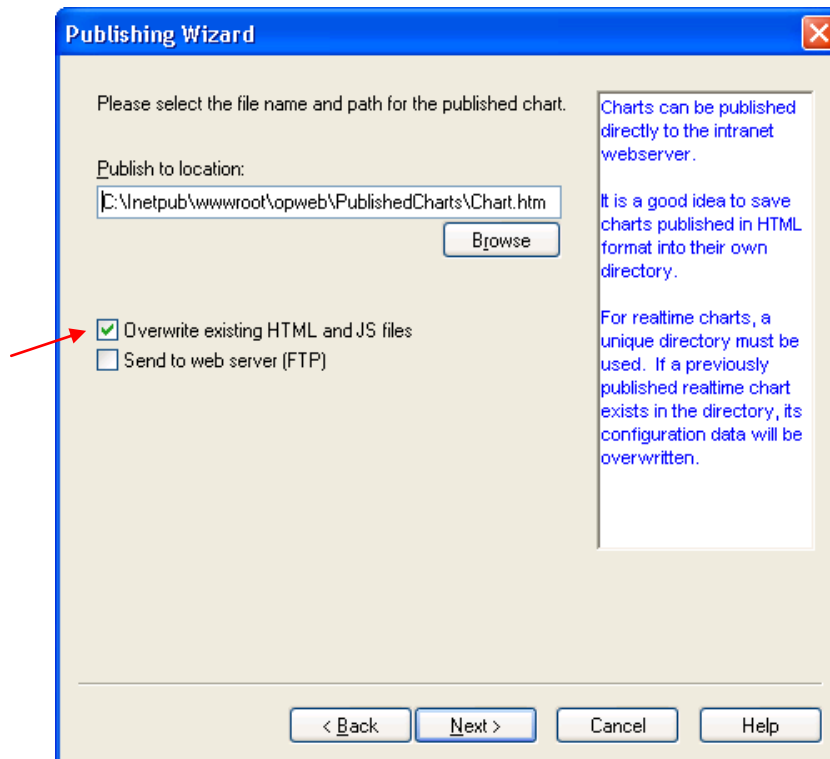 Publishing Wizard
Please select the file name and path for the published chart.
Publish to location:
C:\Inetpub\wwwroot\opweb\PublishedCharts\Chart.htm
Browse
Overwrite existing HTML and JS files
Send to web server (FTP)
Charts can be published
directly to the intranet
webserver.
It is a good idea to save
charts published in HTML
format into their own
directory.
For realtime charts, a
unique directory must be
used.  If a previously
published realtime chart
exists in the directory, its
configuration data will be
overwritten.
< Back
Next >
Cancel
Help